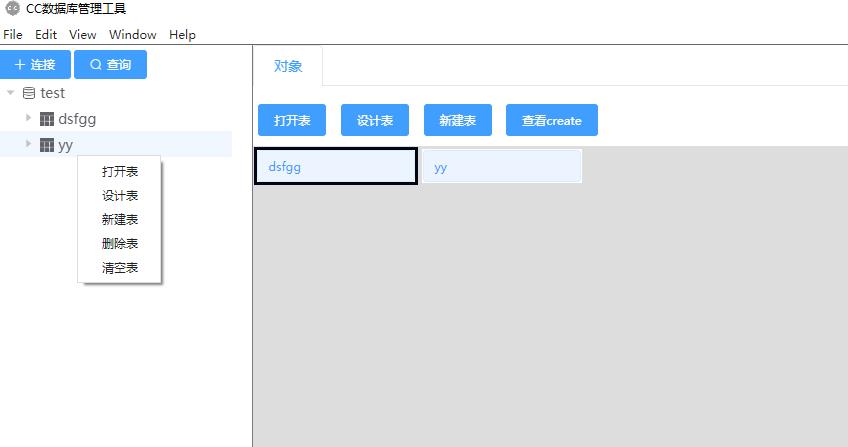 CC数据库管理工具
File Edit View Window Help
连接 查询
test
dsfgg
yy
打开表
设计表
新建表
删除表
清空表
对象
打开表 设计表 新建表 查看create
dsfgg yy